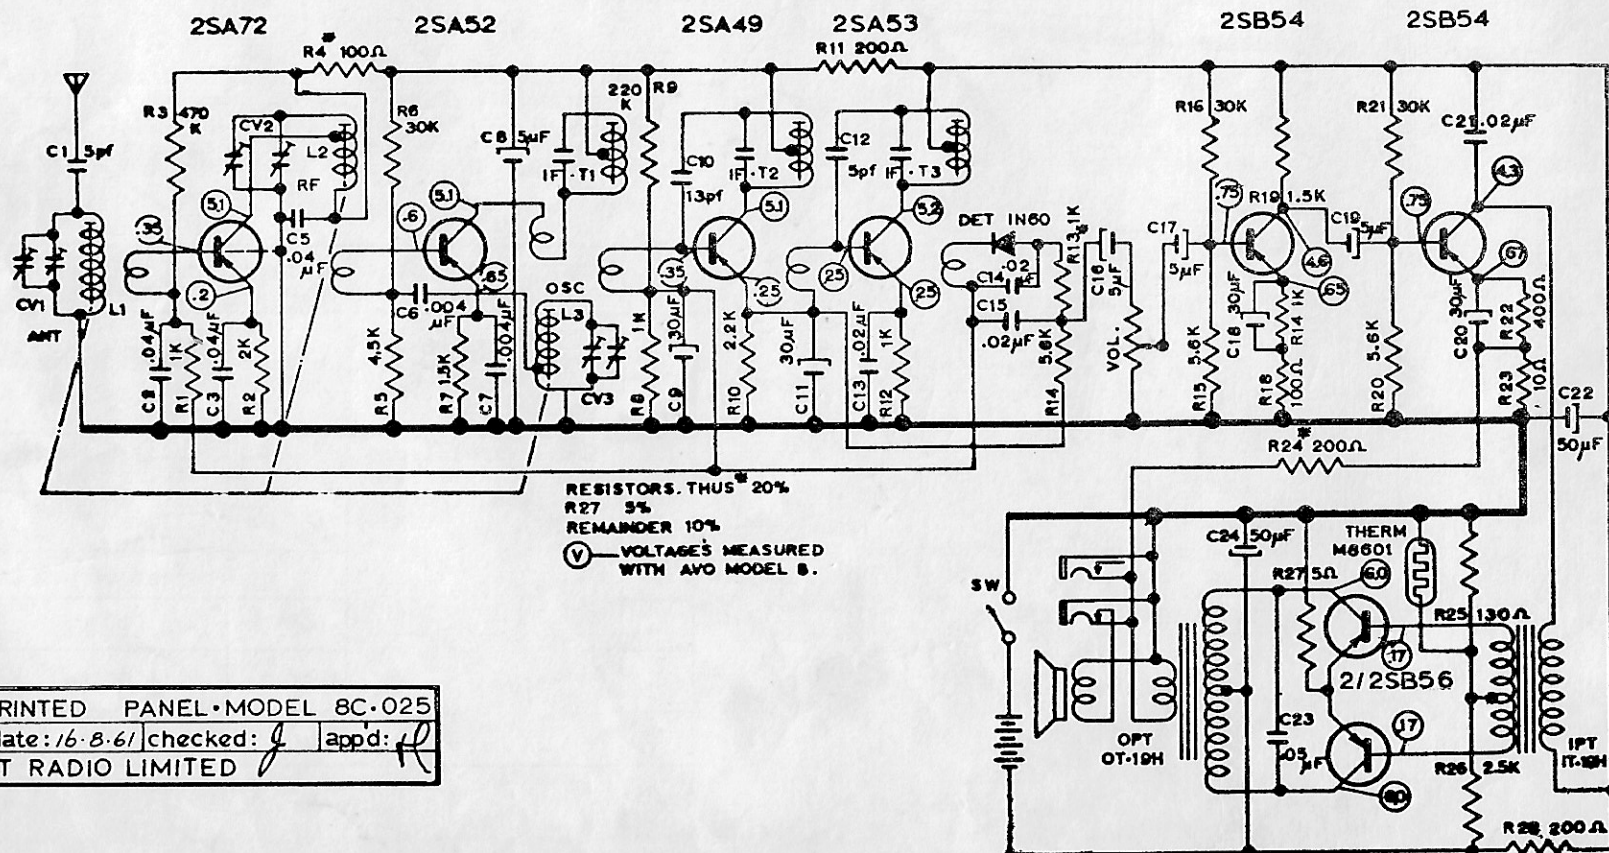 2SA72 2SA52 2SA49 2SA53 2SB54 2SB54
R4* 100Ω
R11 200Ω
R3 470 K
CV2
L2
RF
C1 5pf
5.1
.35
.2
C5
.04 µF
CV1
ANT
L1
C2 .04µF
R1 1K
C3 .04µF
R2 2K
R6 30K
C8 5µF
5.1
.6
.65
C6 .004 µF
R5 4.5K
R7 1.5K
C7 .004µF
OSC
L3
CV3
IF·T1
220 K R9
C10
13pf
IF·T2
5.1
.35
.25
R8 1K
C9 30µF
R10 2.2K
C11 30µF
C12
5pf
IF·T3
5.2
.25
.25
C13 .02µF
R12 1K
DET IN60
C14 .02
C15
.02µF
R13 1K
R14 5.6K
C16 5µF
VOL.
C17
5µF
R16 30K
.75
R19 1.5K
4.6
.65
R15 5.6K
C18 30µF
R14 1K
R18 100Ω
C19 5µF
R21 30K
.75
C21 .02µF
4.3
.67
R20 5.6K
C20 30µF
R22 400Ω
R23 10Ω
C22
50µF
R24* 200Ω
RESISTORS. THUS * 20%
R27 5%
REMAINDER 10%
V — VOLTAGES MEASURED
WITH AVO MODEL 8.
SW
C24 50µF
THERM
M8601
R27 5Ω
6.0
R25 130Ω
.17
2/2SB56
C23
.05 µF
.17
6.0
R26 2.5K
OPT
OT·19H
IPT
IT·19H
R28 200Ω
RINTED PANEL·MODEL 8C·025
late: 16·8·61 checked: app'd:
T RADIO LIMITED